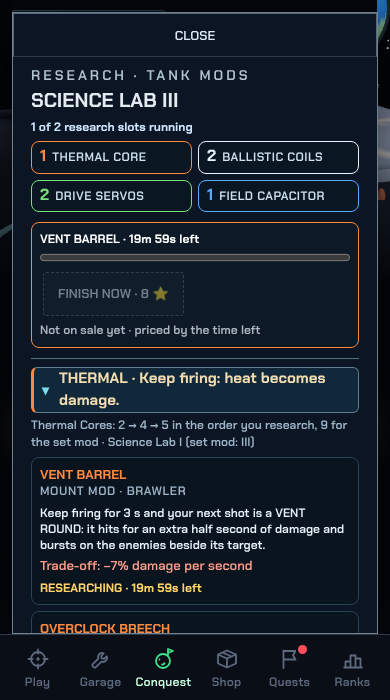 CLOSE
RESEARCH · TANK MODS
SCIENCE LAB III
1 of 2 research slots running
1 THERMAL CORE
2 BALLISTIC COILS
2 DRIVE SERVOS
1 FIELD CAPACITOR
VENT BARREL · 19m 59s left
FINISH NOW · 8 ⭐
Not on sale yet · priced by the time left
▼ THERMAL · Keep firing: heat becomes
damage.
Thermal Cores: 2 → 4 → 5 in the order you research, 9 for
the set mod · Science Lab I (set mod: III)
VENT BARREL
MOUNT MOD · BRAWLER
Keep firing for 3 s and your next shot is a VENT
ROUND: it hits for an extra half second of damage and
bursts on the enemies beside its target.
Trade-off: −7% damage per second
RESEARCHING · 19m 59s left
OVERCLOCK BREECH
Play
Garage
Conquest
Shop
Quests
Ranks